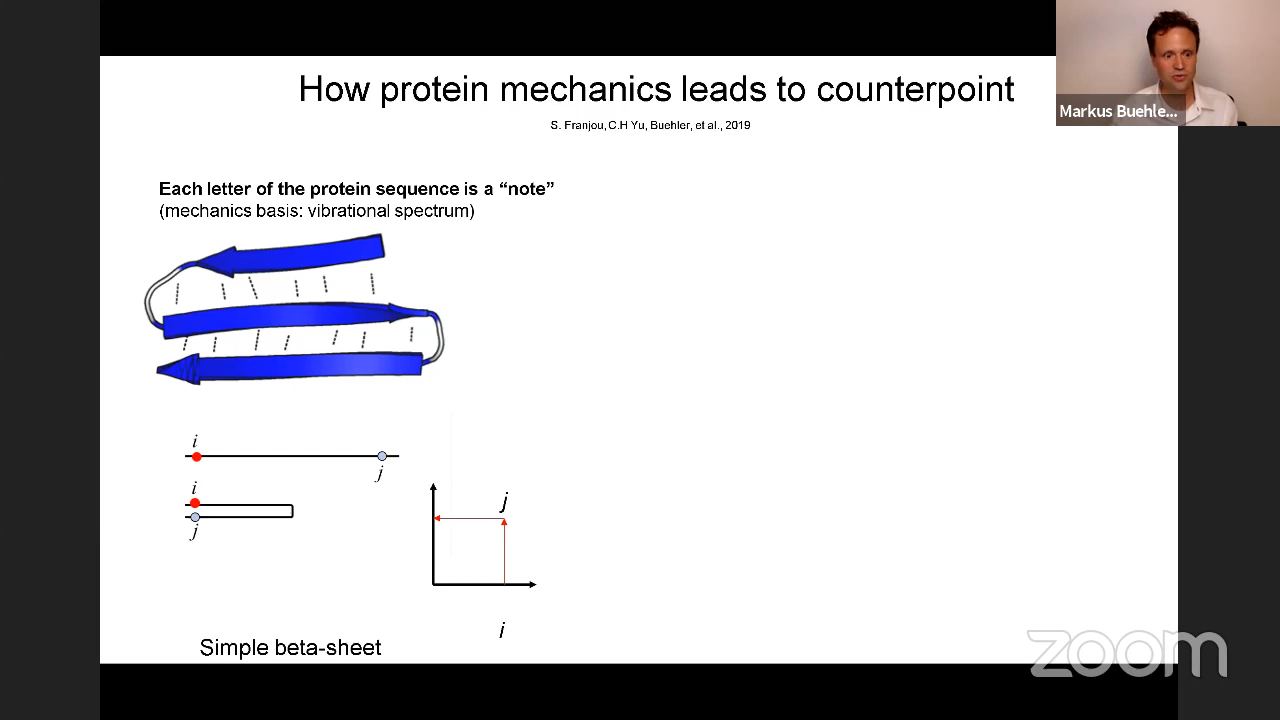 How protein mechanics leads to counterpoint
S. Franjou, C.H Yu, Buehler, et al., 2019
Markus Buehle...
Each letter of the protein sequence is a “note”
(mechanics basis: vibrational spectrum)
i
j
i
j
j
i
Simple beta-sheet
zoom